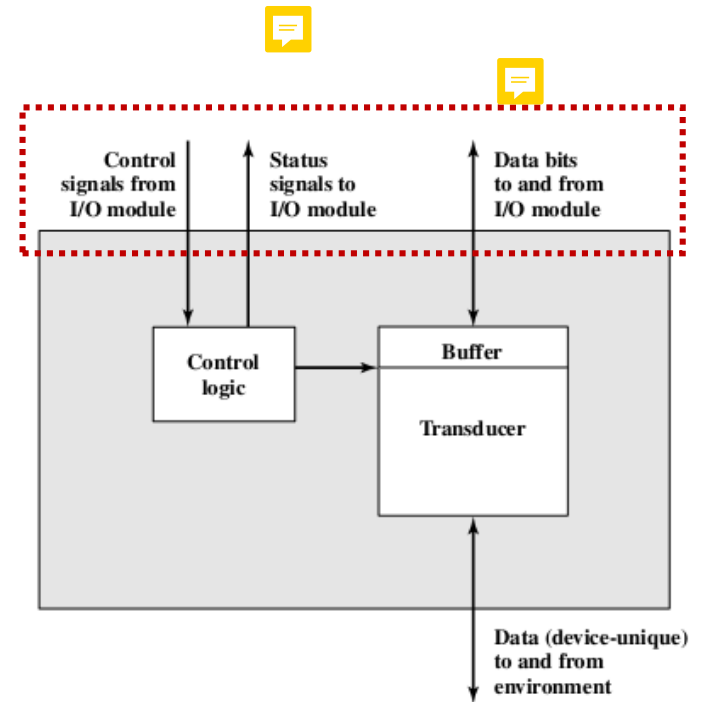 Control
signals from
I/O module
Status
signals to
I/O module
Data bits
to and from
I/O module
Control
logic
Buffer
Transducer
Data (device-unique)
to and from
environment